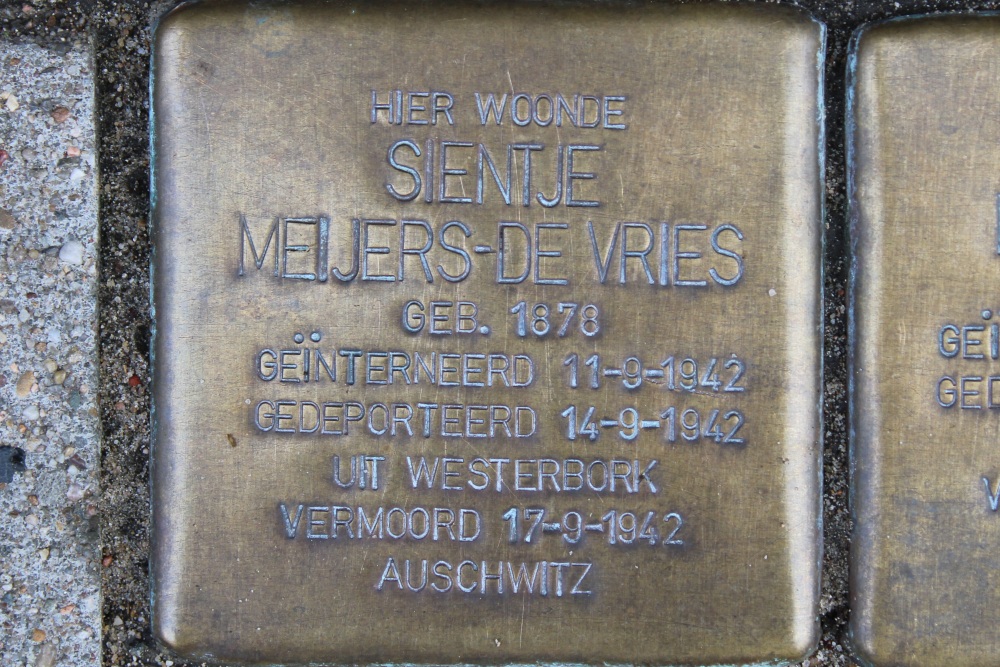 HIER WOONDE
SIENTJE
MEIJERS-DE VRIES
GEB. 1878
GEÏNTERNEERD 11-9-1942
GEDEPORTEERD 14-9-1942
UIT WESTERBORK
VERMOORD 17-9-1942
AUSCHWITZ